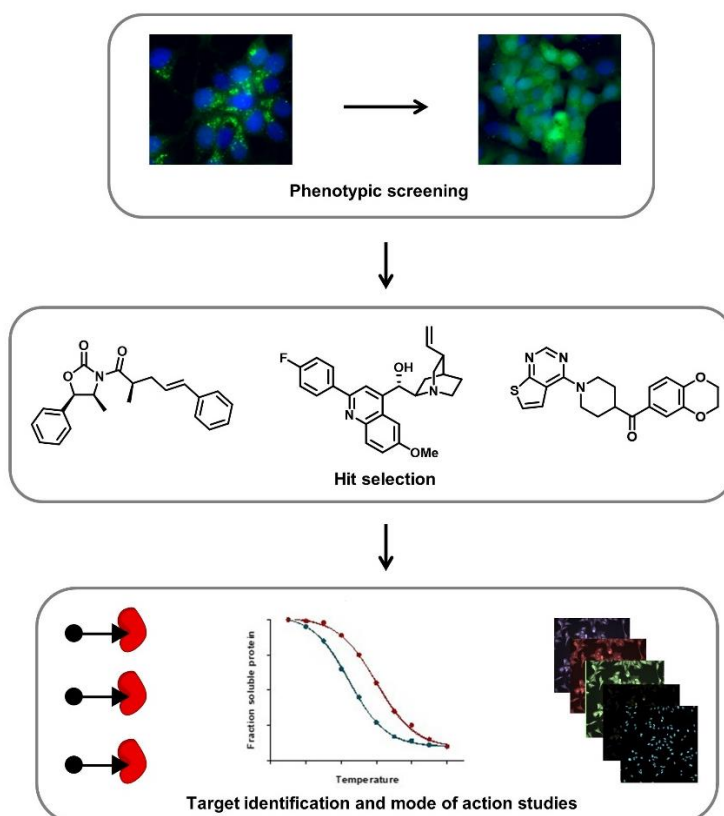 Phenotypic screening
O
O
N
O
F
N
OH
N
OMe
N
N
S
N
O
O
O
Hit selection
Fraction soluble protein
Temperature
Target identification and mode of action studies